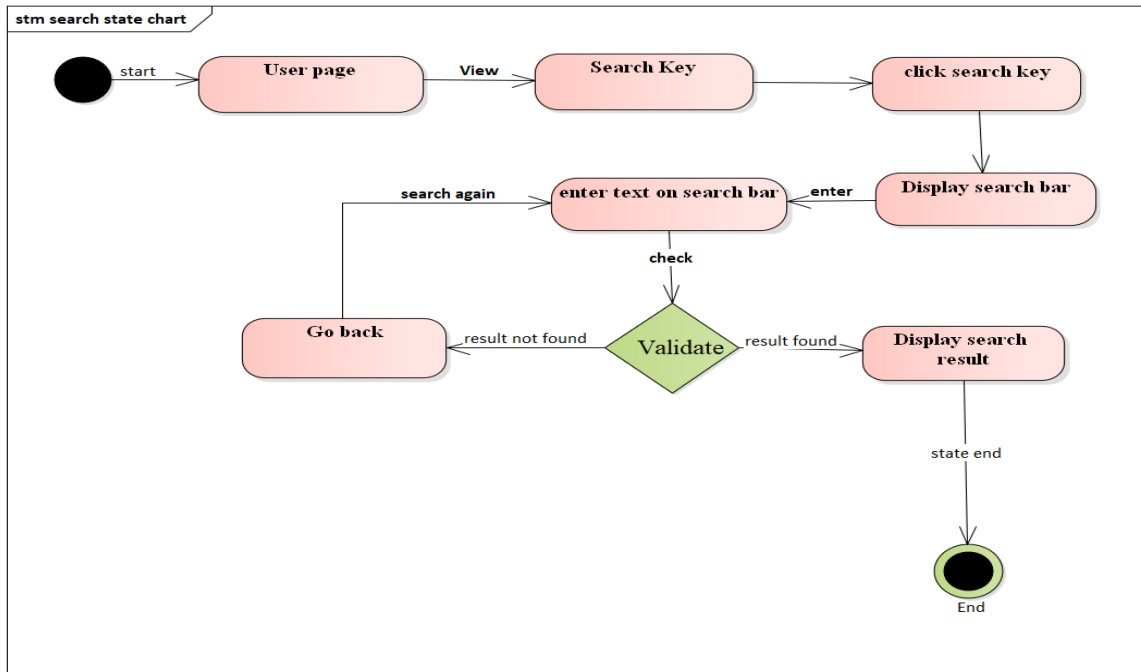 stm search state chart
start
User page
View
Search Key
click search key
Display search bar
enter
enter text on search bar
search again
check
Go back
result not found
Validate
result found
Display search
result
state end
End